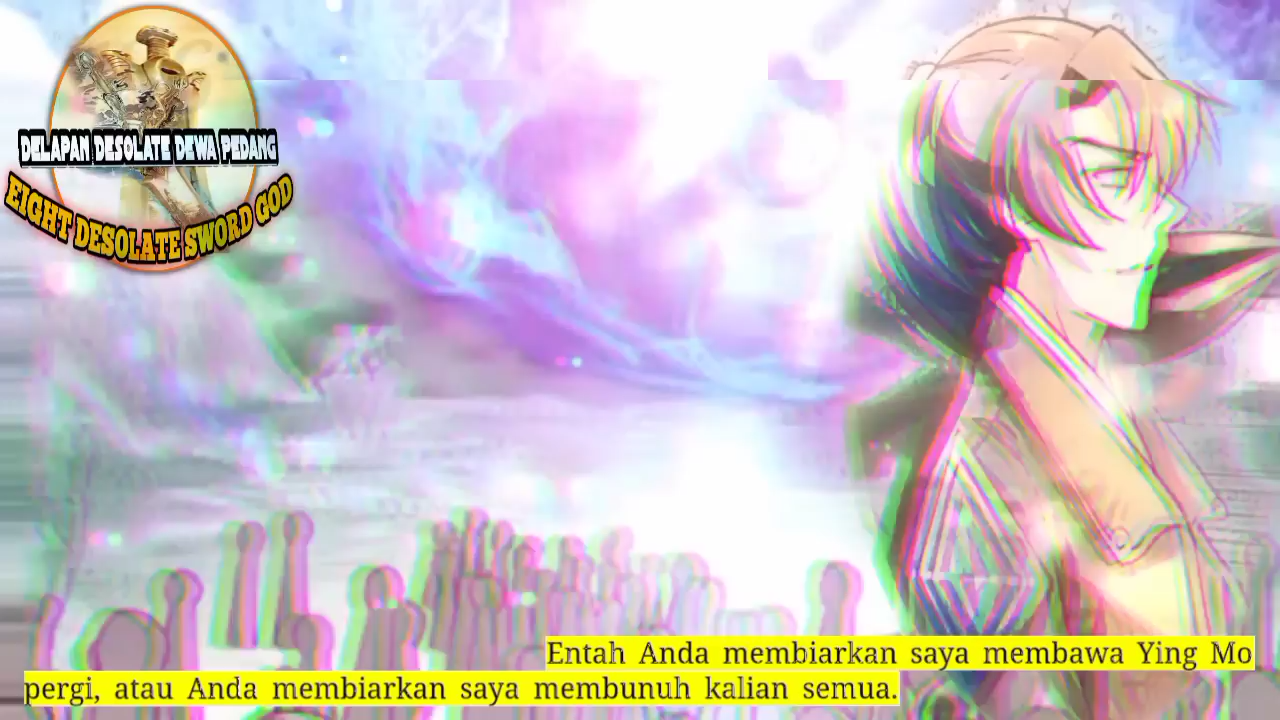 DELAPAN DESOLATE DEWA PEDANG
EIGHT DESOLATE SWORD GOD
Entah Anda membiarkan saya membawa Ying Mo
pergi, atau Anda membiarkan saya membunuh kalian semua.